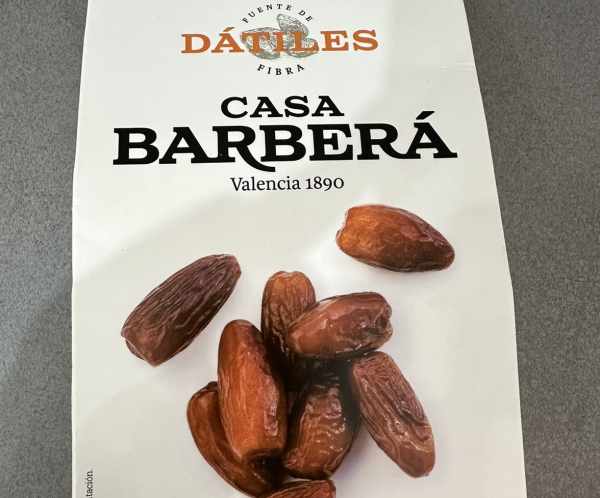 FUENTE DE
DÁTILES
FIBRA
CASA
BARBERÁ
Valencia 1890